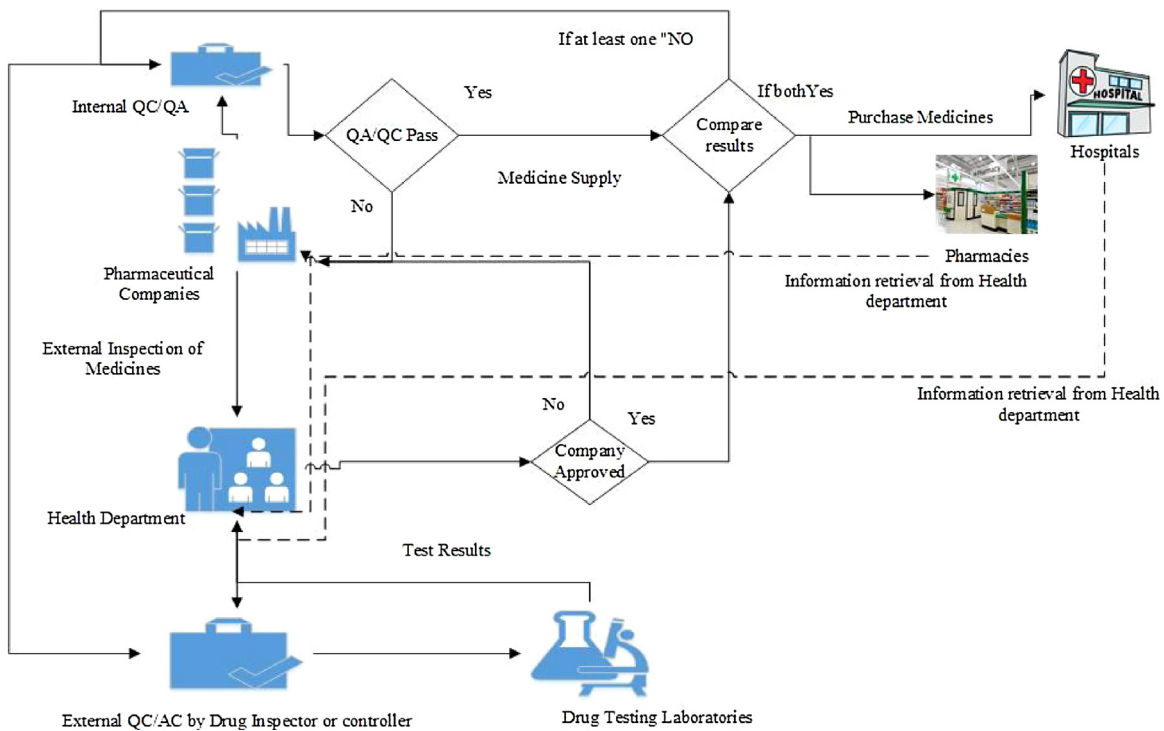 If at least one "NO
Internal QC/QA
Yes
If bothYes
QA/QC Pass
Compare
results
Purchase Medicines
HOSPITAL
Hospitals
No
Medicine Supply
PHARMACY
Pharmaceutical
Companies
Pharmacies
Information retrieval from Health
department
External Inspection of
Medicines
No
Yes
Information retrieval from Health
department
Company
Approved
Health Department
Test Results
External QC/AC by Drug Inspector or controller
Drug Testing Laboratories